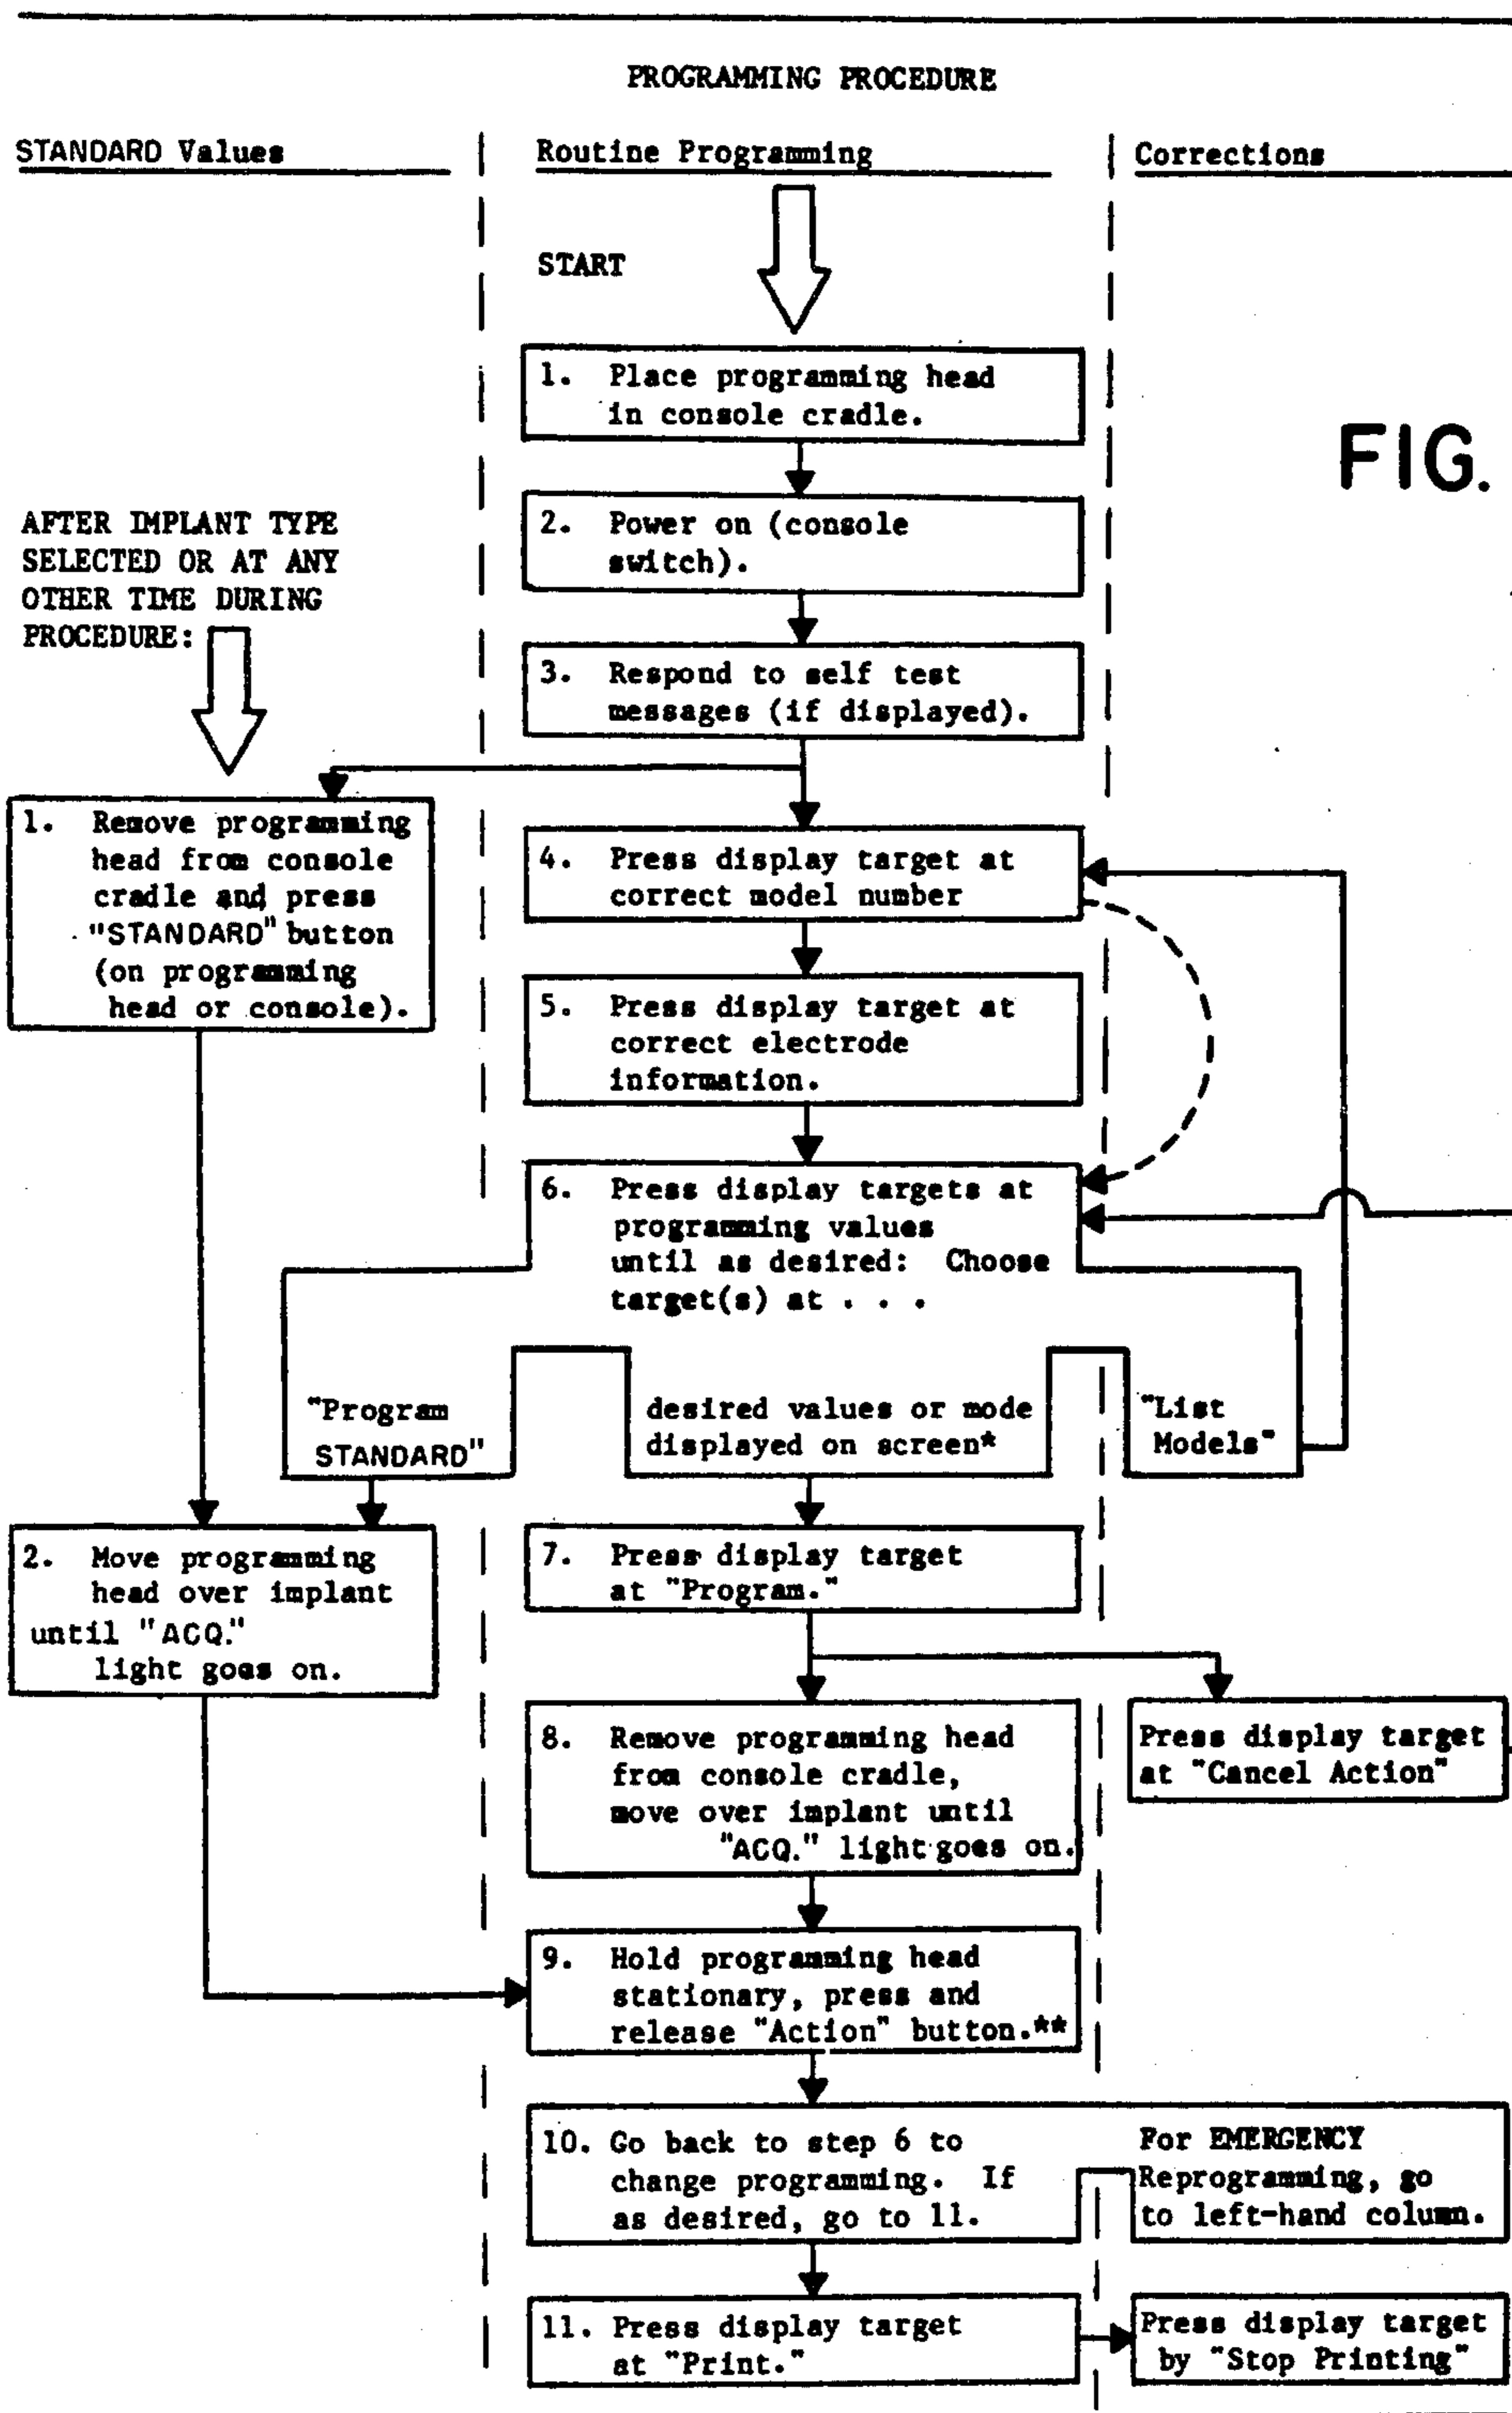 PROGRAMMING PROCEDURE
STANDARD Values
Routine Programming
Corrections
START
FIG.
1. Place programming head
in console cradle.
2. Power on (console
switch).
AFTER IMPLANT TYPE
SELECTED OR AT ANY
OTHER TIME DURING
PROCEDURE:
3. Respond to self test
messages (if displayed).
1. Remove programming
head from console
cradle and press
"STANDARD" button
(on programming
head or console).
4. Press display target at
correct model number
5. Press display target at
correct electrode
information.
6. Press display targets at
programming values
until as desired: Choose
target(s) at . . .
"Program
STANDARD"
desired values or mode
displayed on screen*
"List
Models"
2. Move programming
head over implant
until "ACQ."
light goes on.
7. Press display target
at "Program."
8. Remove programming head
from console cradle,
move over implant until
"ACQ." light goes on.
Press display target
at "Cancel Action"
9. Hold programming head
stationary, press and
release "Action" button.**
10. Go back to step 6 to
change programming. If
as desired, go to 11.
For EMERGENCY
Reprogramming, go
to left-hand column.
11. Press display target
at "Print."
Press display target
by "Stop Printing"